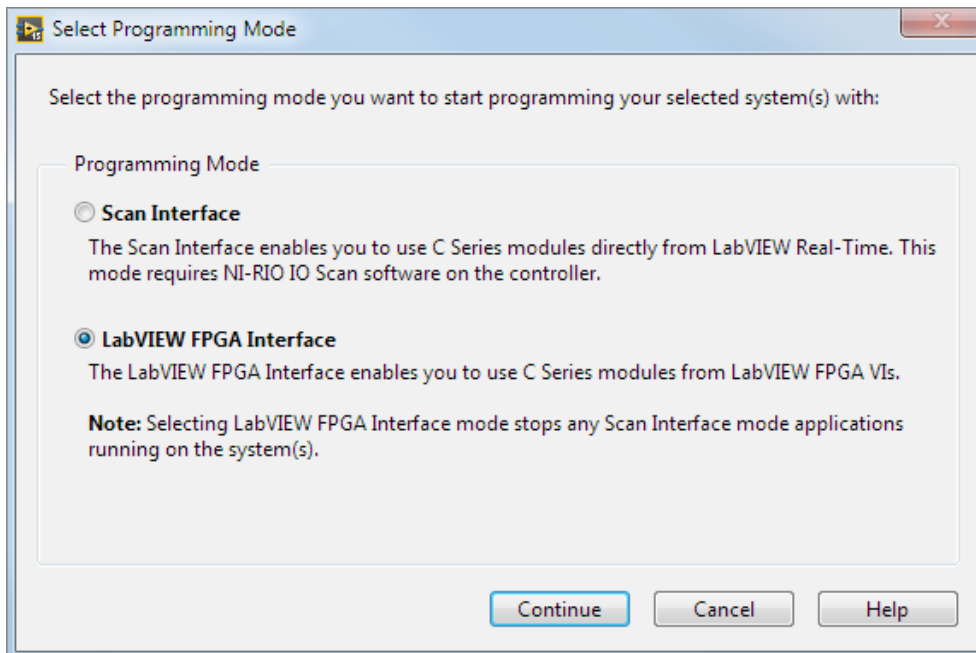 Select Programming Mode
Select the programming mode you want to start programming your selected system(s) with:
Programming Mode
Scan Interface
The Scan Interface enables you to use C Series modules directly from LabVIEW Real-Time. This
mode requires NI-RIO IO Scan software on the controller.
LabVIEW FPGA Interface
The LabVIEW FPGA Interface enables you to use C Series modules from LabVIEW FPGA VIs.
Note: Selecting LabVIEW FPGA Interface mode stops any Scan Interface mode applications
running on the system(s).
Continue Cancel Help